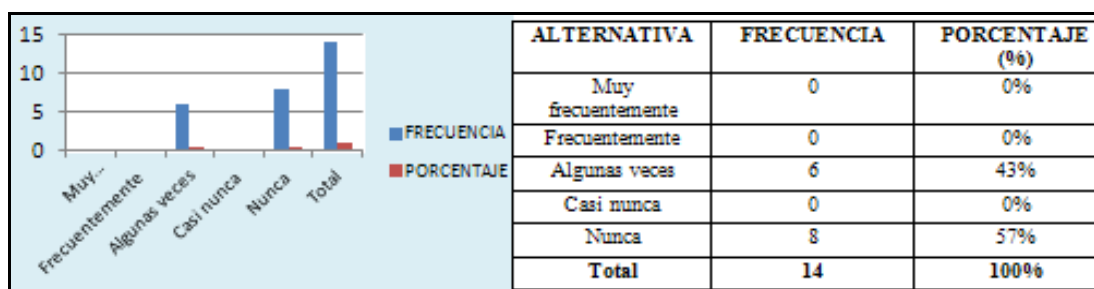 15
10
5
0
Muy...
Frecuentemente
Algunas veces
Casi nunca
Nunca
Total
FRECUENCIA
PORCENTAJE
ALTERNATIVA FRECUENCIA PORCENTAJE
(%)
Muy
frecuentemente 0 0%
Frecuentemente 0 0%
Algunas veces 6 43%
Casi nunca 0 0%
Nunca 8 57%
Total 14 100%